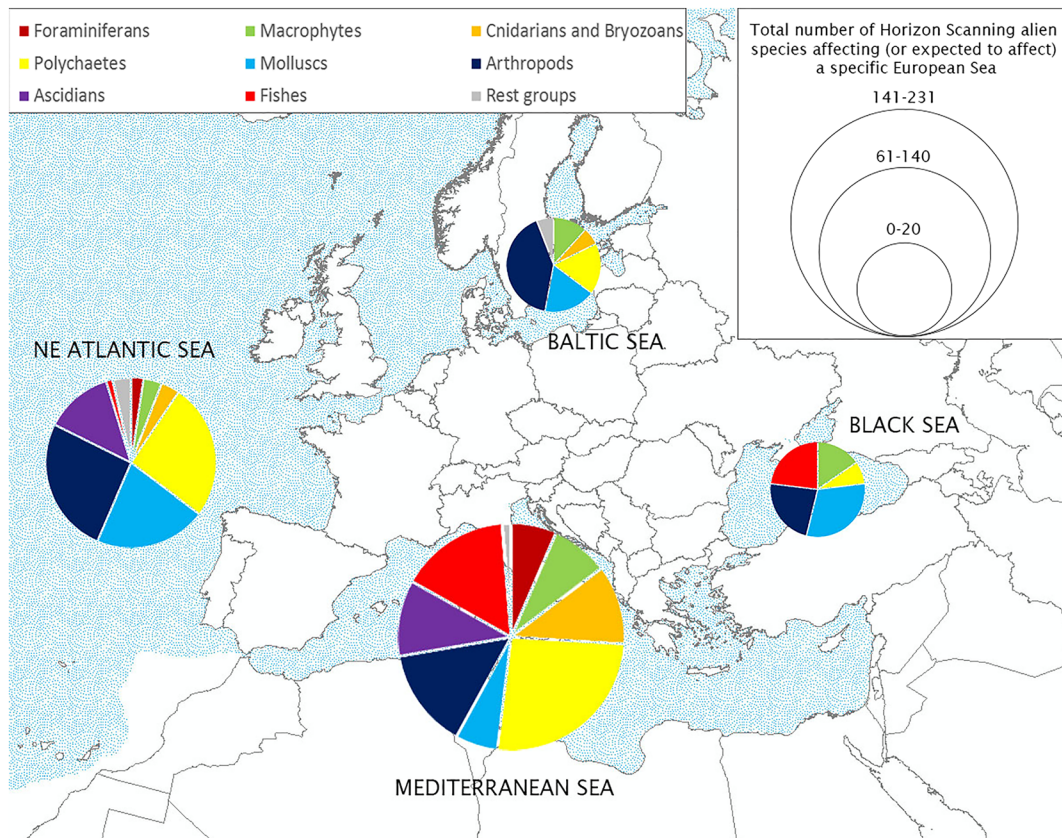 Foraminiferans
Macrophytes
Cnidarians and Bryozoans
Polychaetes
Molluscs
Arthropods
Ascidians
Fishes
Rest groups
Total number of Horizon Scanning alien
species affecting (or expected to affect)
a specific European Sea
141-231
61-140
0-20
BALTIC SEA
NE ATLANTIC SEA
BLACK SEA
MEDITERRANEAN SEA